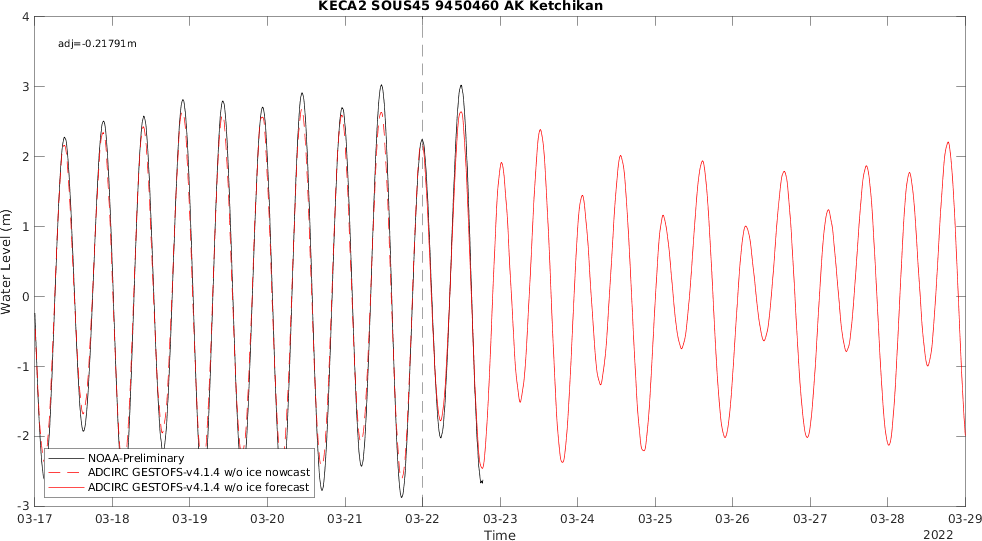 KECA2 SOUS45 9450460 AK Ketchikan
4
adj=-0.21791m
3
2
1
0
-1
-2
-3
Water Level (m)
NOAA-Preliminary
ADCIRC GESTOFS-v4.1.4 w/o ice nowcast
ADCIRC GESTOFS-v4.1.4 w/o ice forecast
03-17 03-18 03-19 03-20 03-21 03-22 03-23 03-24 03-25 03-26 03-27 03-28 03-29
Time
2022